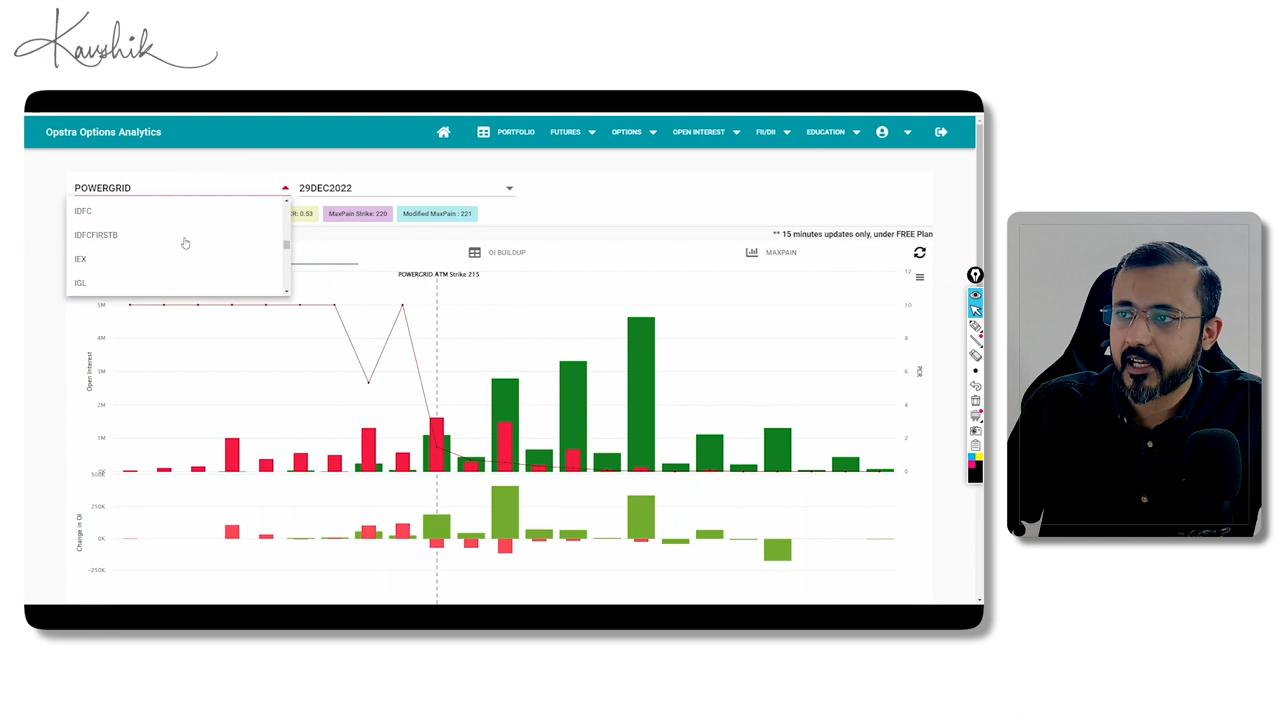 Kaushik
Opstra Options Analytics
PORTFOLIO FUTURES OPTIONS OPEN INTEREST FII/DII EDUCATION
POWERGRID 29DEC2022
IDFC
IDFCFIRSTB
IEX
IGL
CR: 0.53 MaxPain Strike: 220 Modified MaxPain : 221
** 15 minutes updates only, under FREE Plan
OI BUILDUP MAXPAIN
POWERGRID ATM Strike 215
Open Interest
5M
4M
3M
2M
1M
0K
PCR
12
10
8
6
4
2
0
Change in OI
500K
250K
0K
−250K